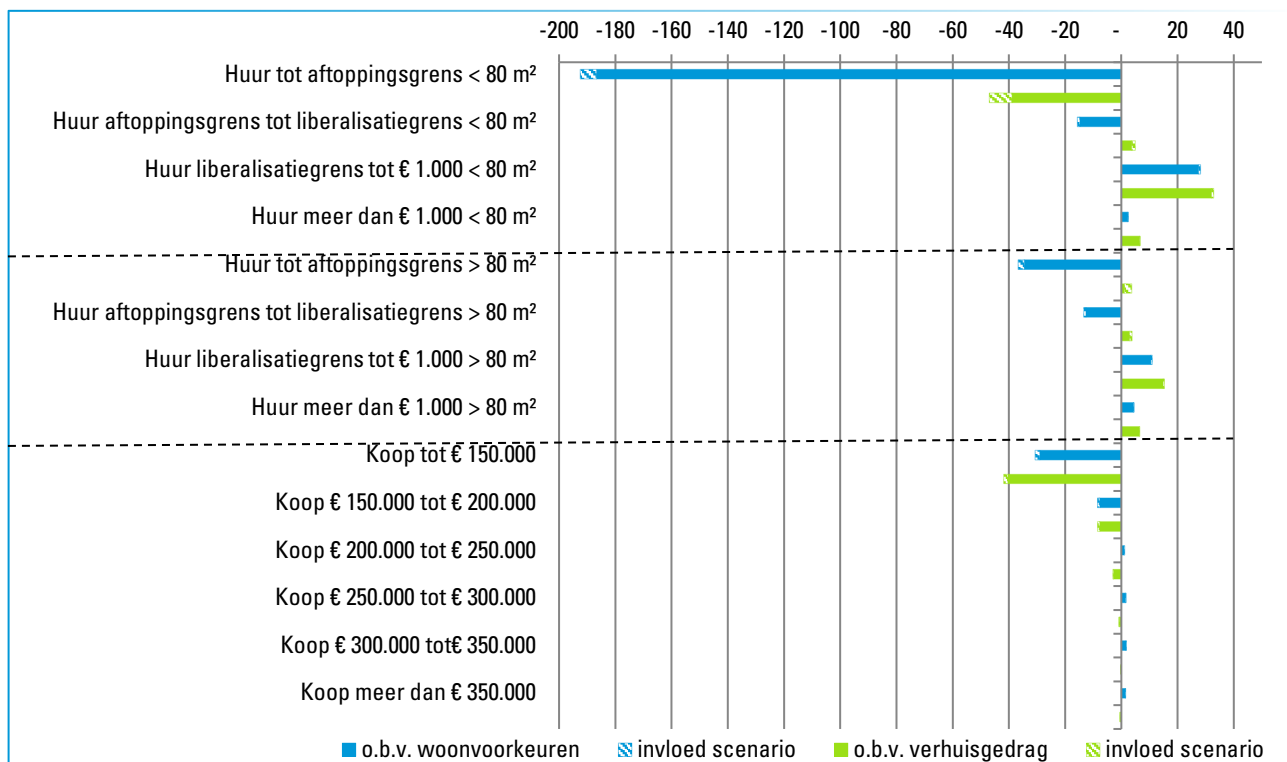 -200 -180 -160 -140 -120 -100 -80 -60 -40 -20 - 20 40
Huur tot aftoppingsgrens < 80 m²
Huur aftoppingsgrens tot liberalisatiegrens < 80 m²
Huur liberalisatiegrens tot € 1.000 < 80 m²
Huur meer dan € 1.000 < 80 m²
Huur tot aftoppingsgrens > 80 m²
Huur aftoppingsgrens tot liberalisatiegrens > 80 m²
Huur liberalisatiegrens tot € 1.000 > 80 m²
Huur meer dan € 1.000 > 80 m²
Koop tot € 150.000
Koop € 150.000 tot € 200.000
Koop € 200.000 tot € 250.000
Koop € 250.000 tot € 300.000
Koop € 300.000 tot€ 350.000
Koop meer dan € 350.000
o.b.v. woonvoorkeuren invloed scenario o.b.v. verhuisgedrag invloed scenario